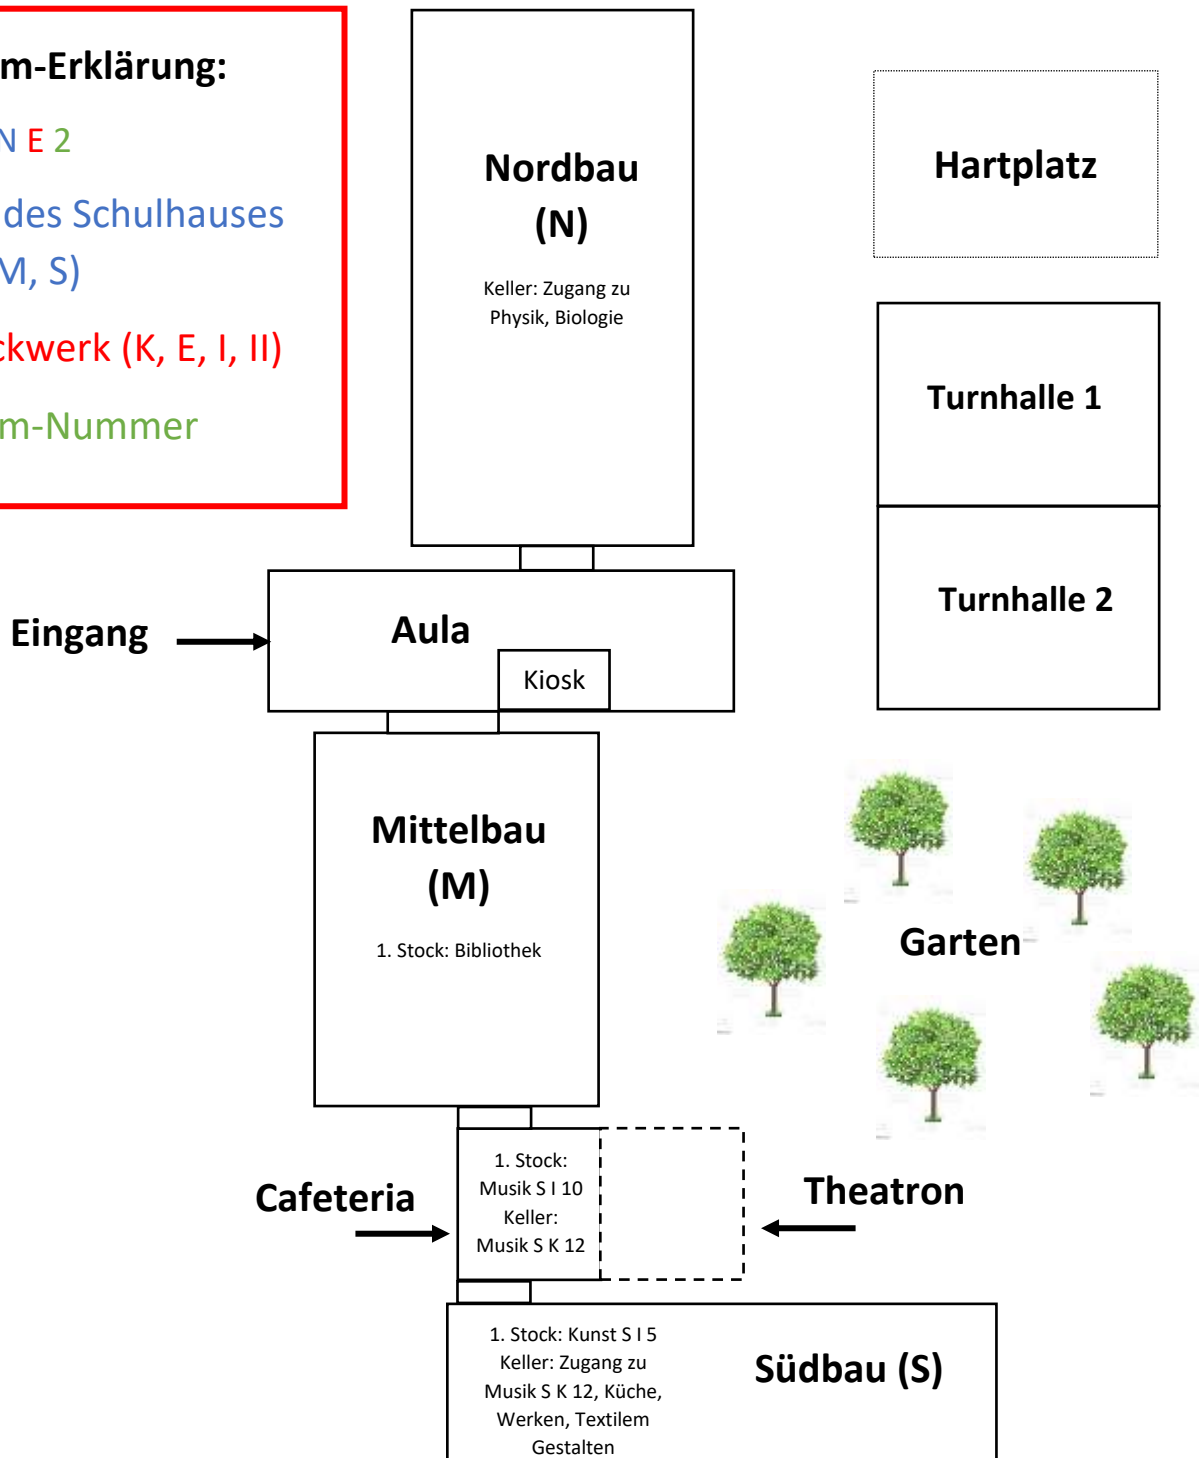 m-Erklärung:
N E 2
des Schulhauses
M, S)
ckwerk (K, E, I, II)
m-Nummer
Nordbau
(N)
Keller: Zugang zu
Physik, Biologie
Hartplatz
Turnhalle 1
Turnhalle 2
Eingang
Aula
Kiosk
Mittelbau
(M)
1. Stock: Bibliothek
Garten
Cafeteria
1. Stock:
Musik S I 10
Keller:
Musik S K 12
Theatron
1. Stock: Kunst S I 5
Keller: Zugang zu
Musik S K 12, Küche,
Werken, Textilem
Gestalten
Südbau (S)